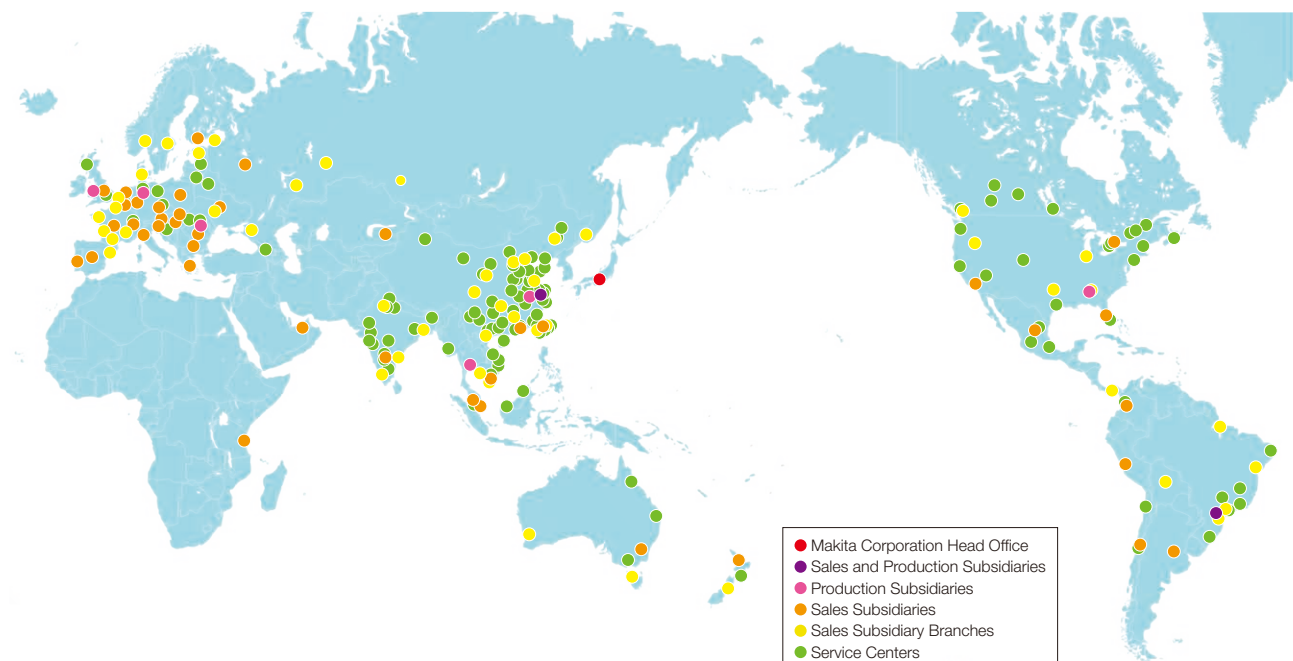 Makita Corporation Head Office
Sales and Production Subsidiaries
Production Subsidiaries
Sales Subsidiaries
Sales Subsidiary Branches
Service Centers